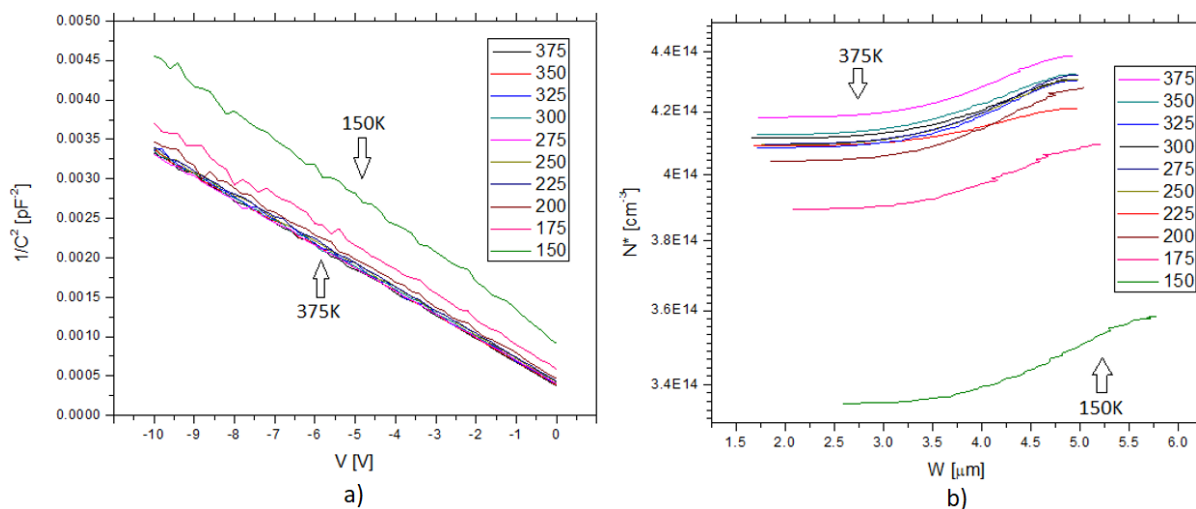 0.0050
0.0045
0.0040
0.0035
0.0030
0.0025
0.0020
0.0015
0.0010
0.0005
0.0000
1/C² [pF⁻²]
-10 -9 -8 -7 -6 -5 -4 -3 -2 -1 0
V [V]
150K
375K
375
350
325
300
275
250
225
200
175
150
a)
4.4E14
4.2E14
4E14
3.8E14
3.6E14
3.4E14
N* [cm⁻³]
1.5 2.0 2.5 3.0 3.5 4.0 4.5 5.0 5.5 6.0
W [μm]
375K
150K
375
350
325
300
275
250
225
200
175
150
b)